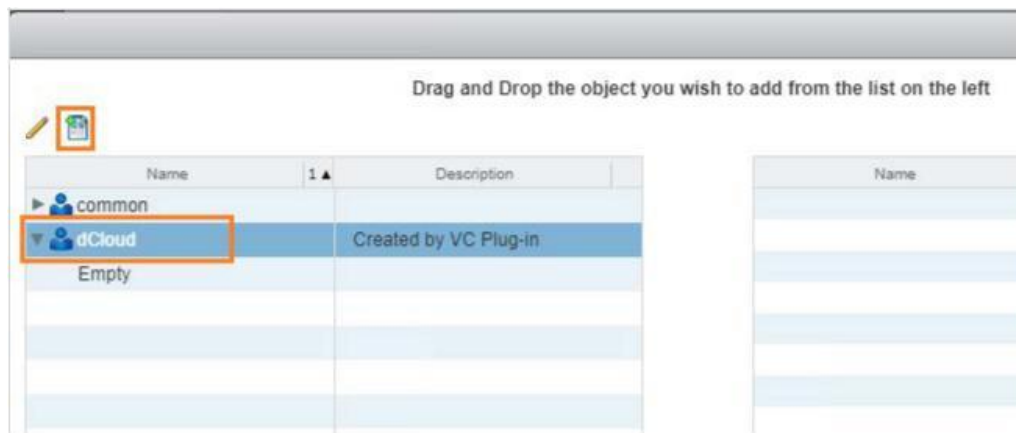 Drag and Drop the object you wish to add from the list on the left
Name 1 ▲ Description Name
common
dCloud Created by VC Plug-in
Empty